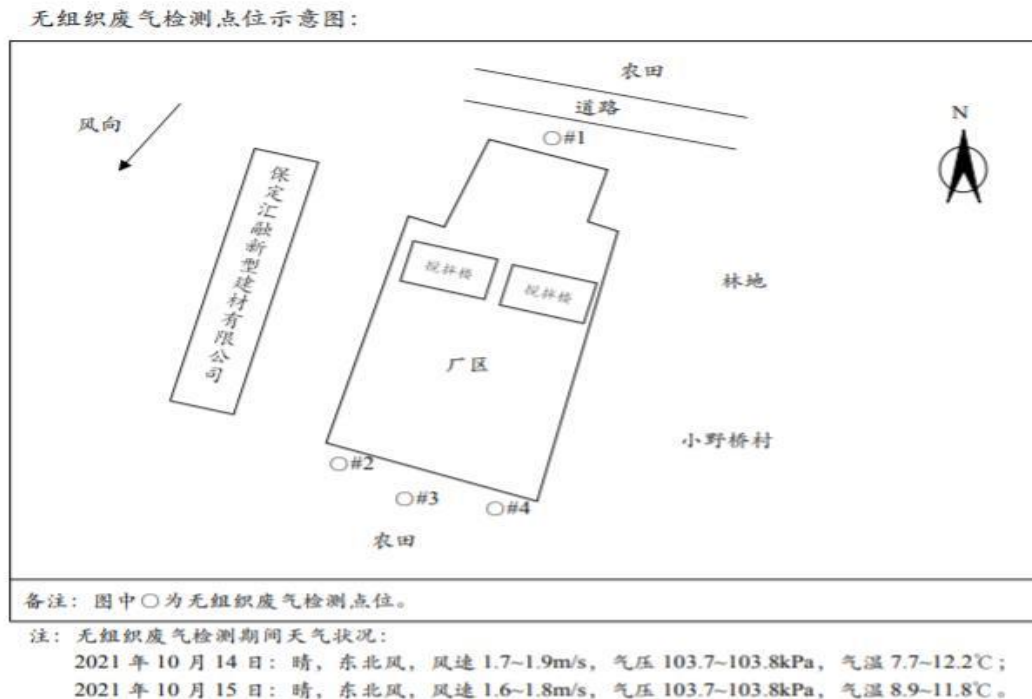 无组织废气检测点位示意图：
农田
道路
风向
N
○#1
保定汇融新型建材有限公司
搅拌楼
搅拌楼
林地
厂区
小野桥村
○#2
○#3
○#4
农田
备注：图中○为无组织废气检测点位。
注：无组织废气检测期间天气状况：
2021 年 10 月 14 日：晴，东北风，风速 1.7~1.9m/s，气压 103.7~103.8kPa，气温 7.7~12.2℃；
2021 年 10 月 15 日：晴，东北风，风速 1.6~1.8m/s，气压 103.7~103.8kPa，气温 8.9~11.8℃。